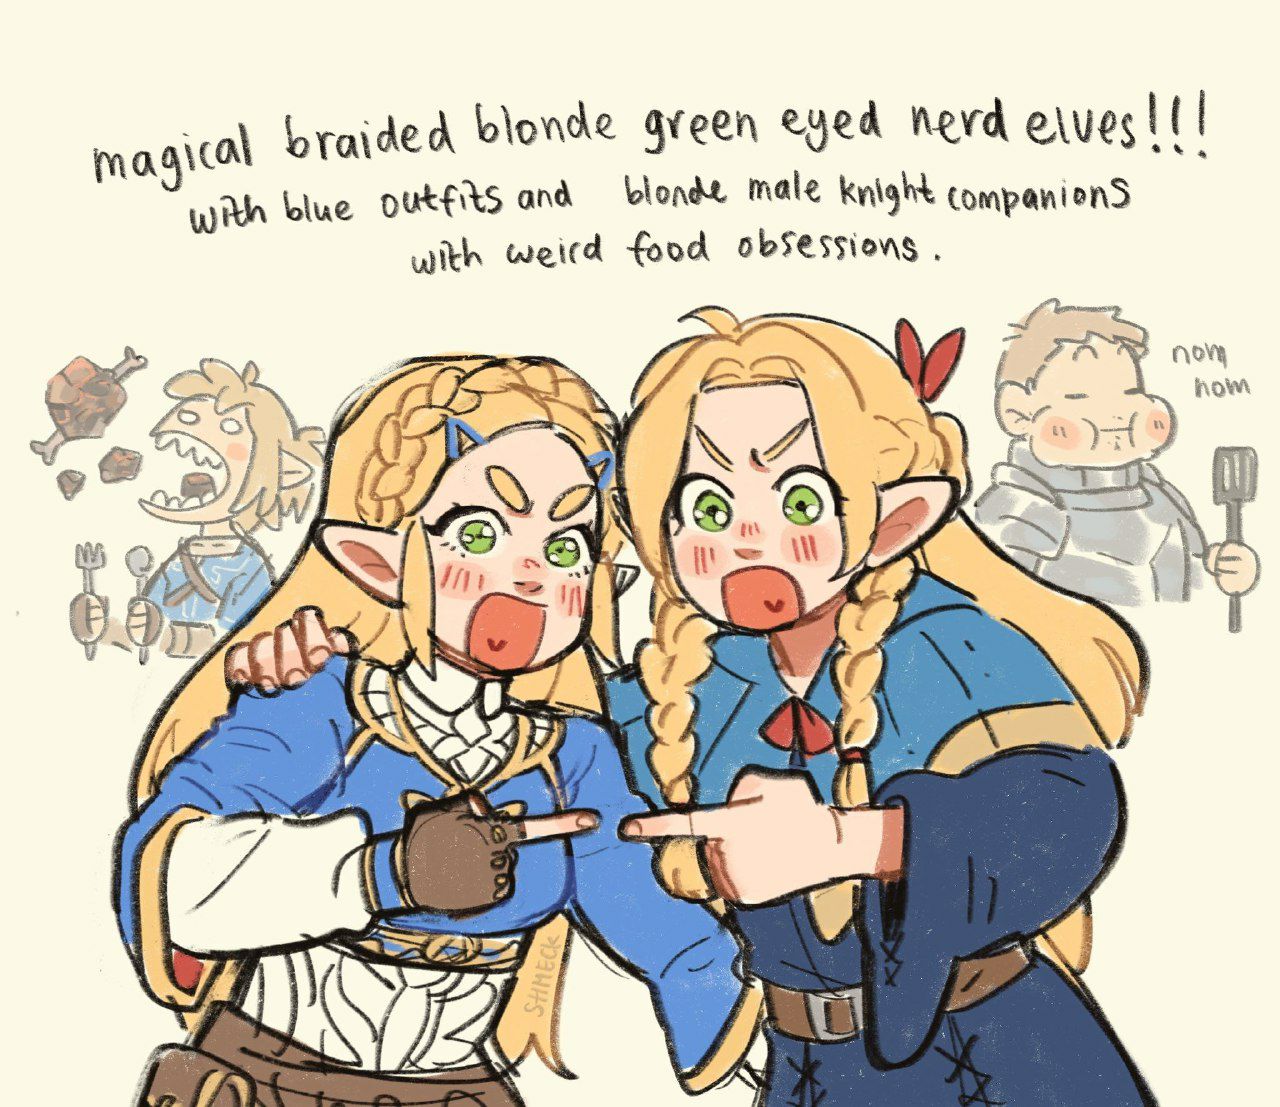 magical braided blonde green eyed nerd elves!!!
with blue outfits and blonde male knight companions
with weird food obsessions.
nom
nom
SHMECK